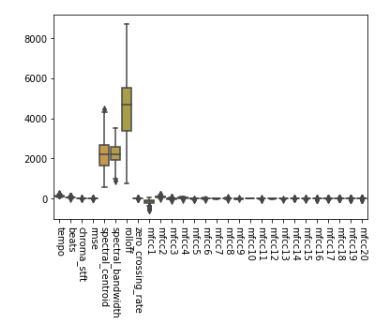 8000
6000
4000
2000
0
tempo
beats
chroma_stft
rmse
spectral_centroid
spectral_bandwidth
rolloff
zero_crossing_rate
mfcc1
mfcc2
mfcc3
mfcc4
mfcc5
mfcc6
mfcc7
mfcc8
mfcc9
mfcc10
mfcc11
mfcc12
mfcc13
mfcc14
mfcc15
mfcc16
mfcc17
mfcc18
mfcc19
mfcc20